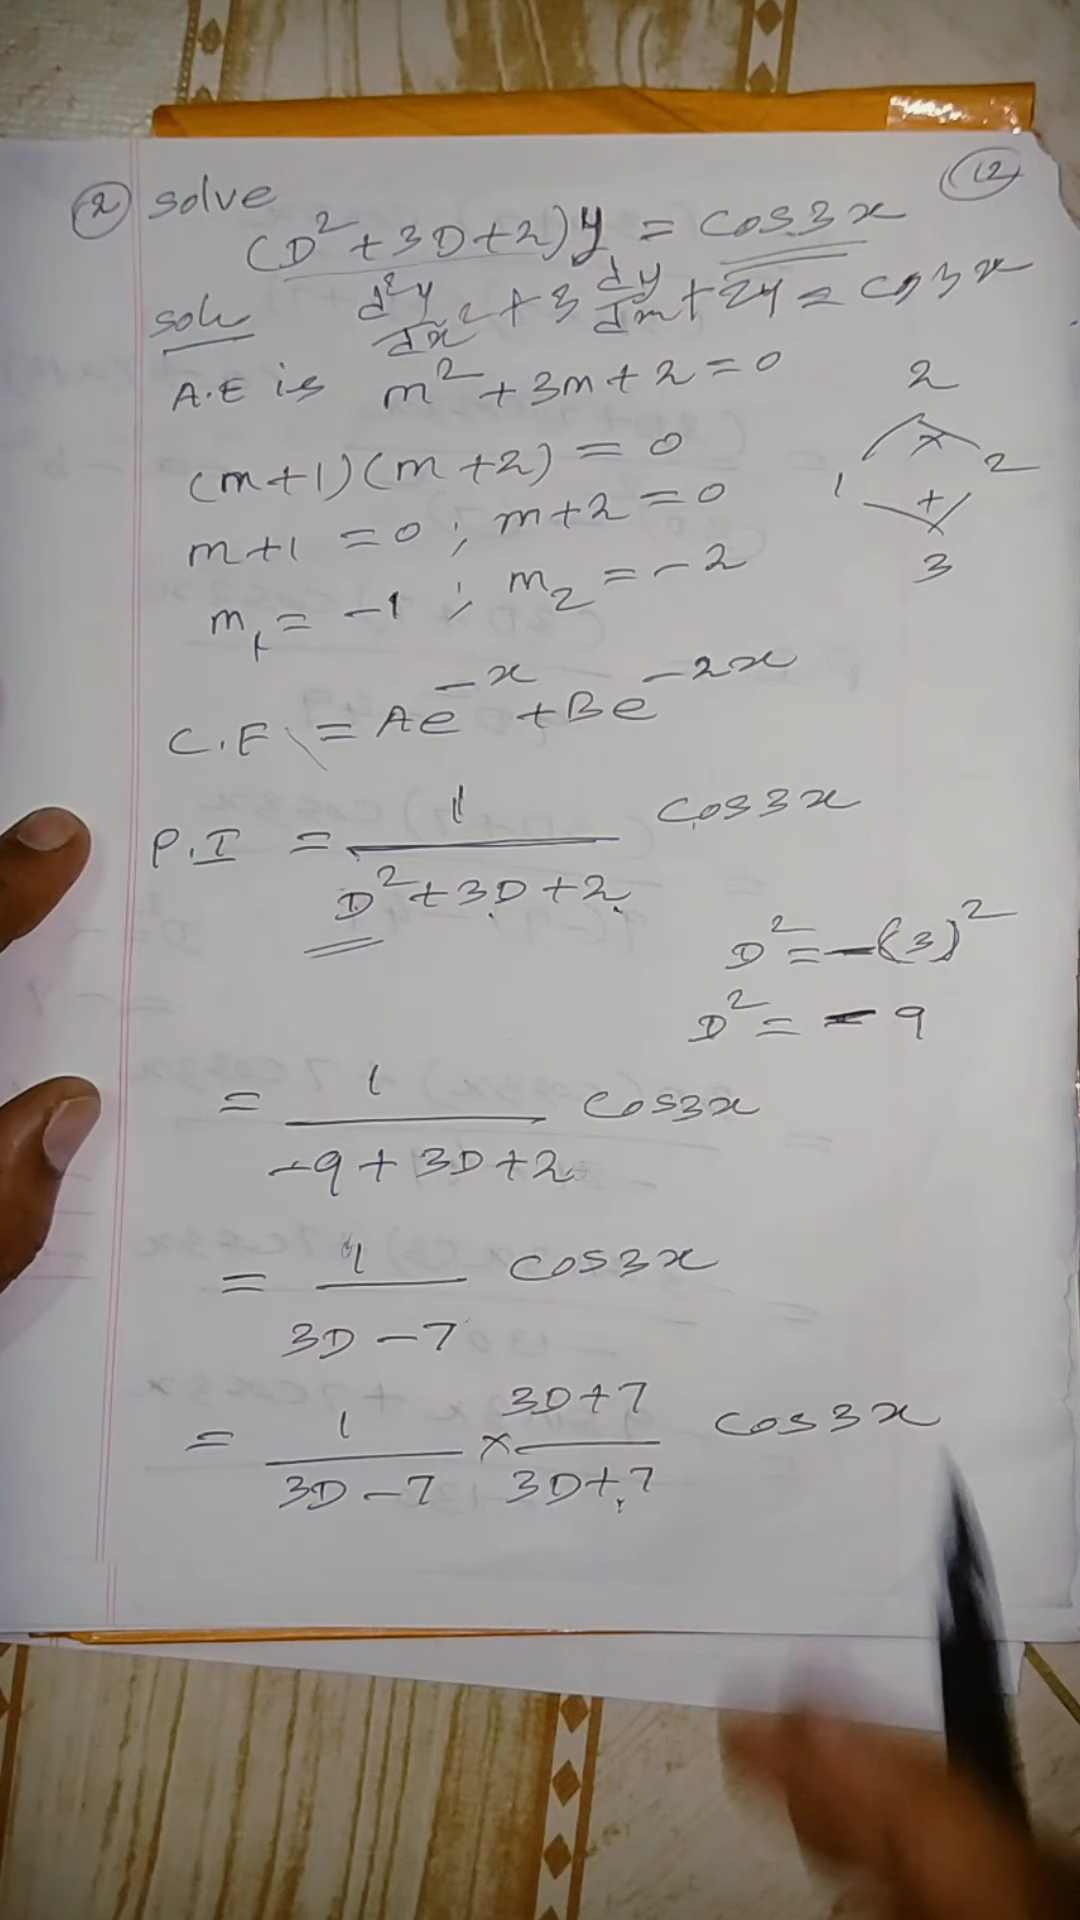 (12)
(2) solve
(D²+3D+2)y = cos3x
soln d²y/dx² + 3 dy/dx + 2y = cos3x
A.E is m²+3m+2=0
(m+1)(m+2)=0
m+1=0; m+2=0
m₁=-1; m₂=-2
2
×
1 2
+
3
C.F = Ae^-x + Be^-2x
P.I = 1/(D²+3D+2) cos3x
D²=-(3)²
D²=-9
= 1/(-9+3D+2) cos3x
= 1/(3D-7) cos3x
= 1/(3D-7) × (3D+7)/(3D+7) cos3x